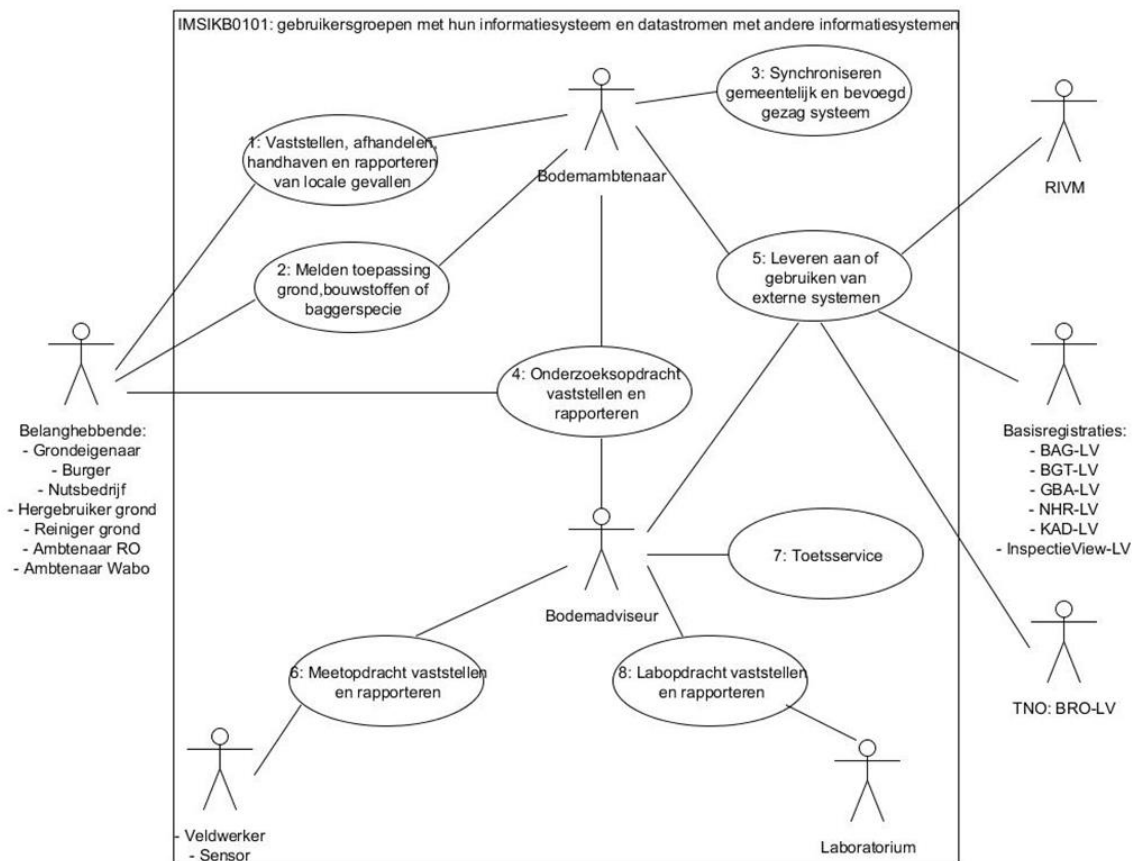 IMSIKB0101: gebruikersgroepen met hun informatiesysteem en datastromen met andere informatiesystemen
3: Synchroniseren
gemeentelijk en bevoegd
gezag systeem
1: Vaststellen, afhandelen,
handhaven en rapporteren
van locale gevallen
Bodemambtenaar
RIVM
2: Melden toepassing
grond,bouwstoffen of
baggerspecie
5: Leveren aan of
gebruiken van
externe systemen
4: Onderzoeksopdracht
vaststellen en
rapporteren
Belanghebbende:
- Grondeigenaar
- Burger
- Nutsbedrijf
- Hergebruiker grond
- Reiniger grond
- Ambtenaar RO
- Ambtenaar Wabo
Basisregistraties:
- BAG-LV
- BGT-LV
- GBA-LV
- NHR-LV
- KAD-LV
- InspectieView-LV
7: Toetsservice
Bodemadviseur
6: Meetopdracht vaststellen
en rapporteren
8: Labopdracht vaststellen
en rapporteren
TNO: BRO-LV
- Veldwerker
- Sensor
Laboratorium